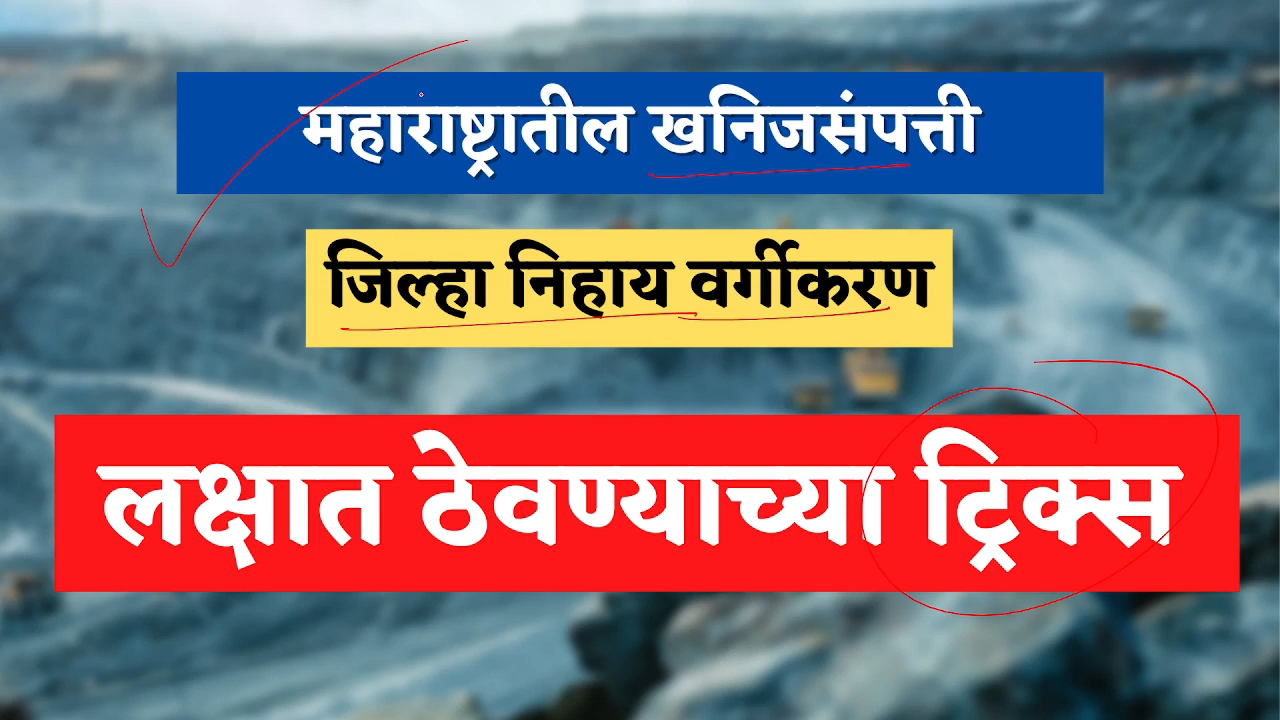 महाराष्ट्रातील खनिजसंपत्ती
जिल्हा निहाय वर्गीकरण
लक्षात ठेवण्याच्या ट्रिक्स